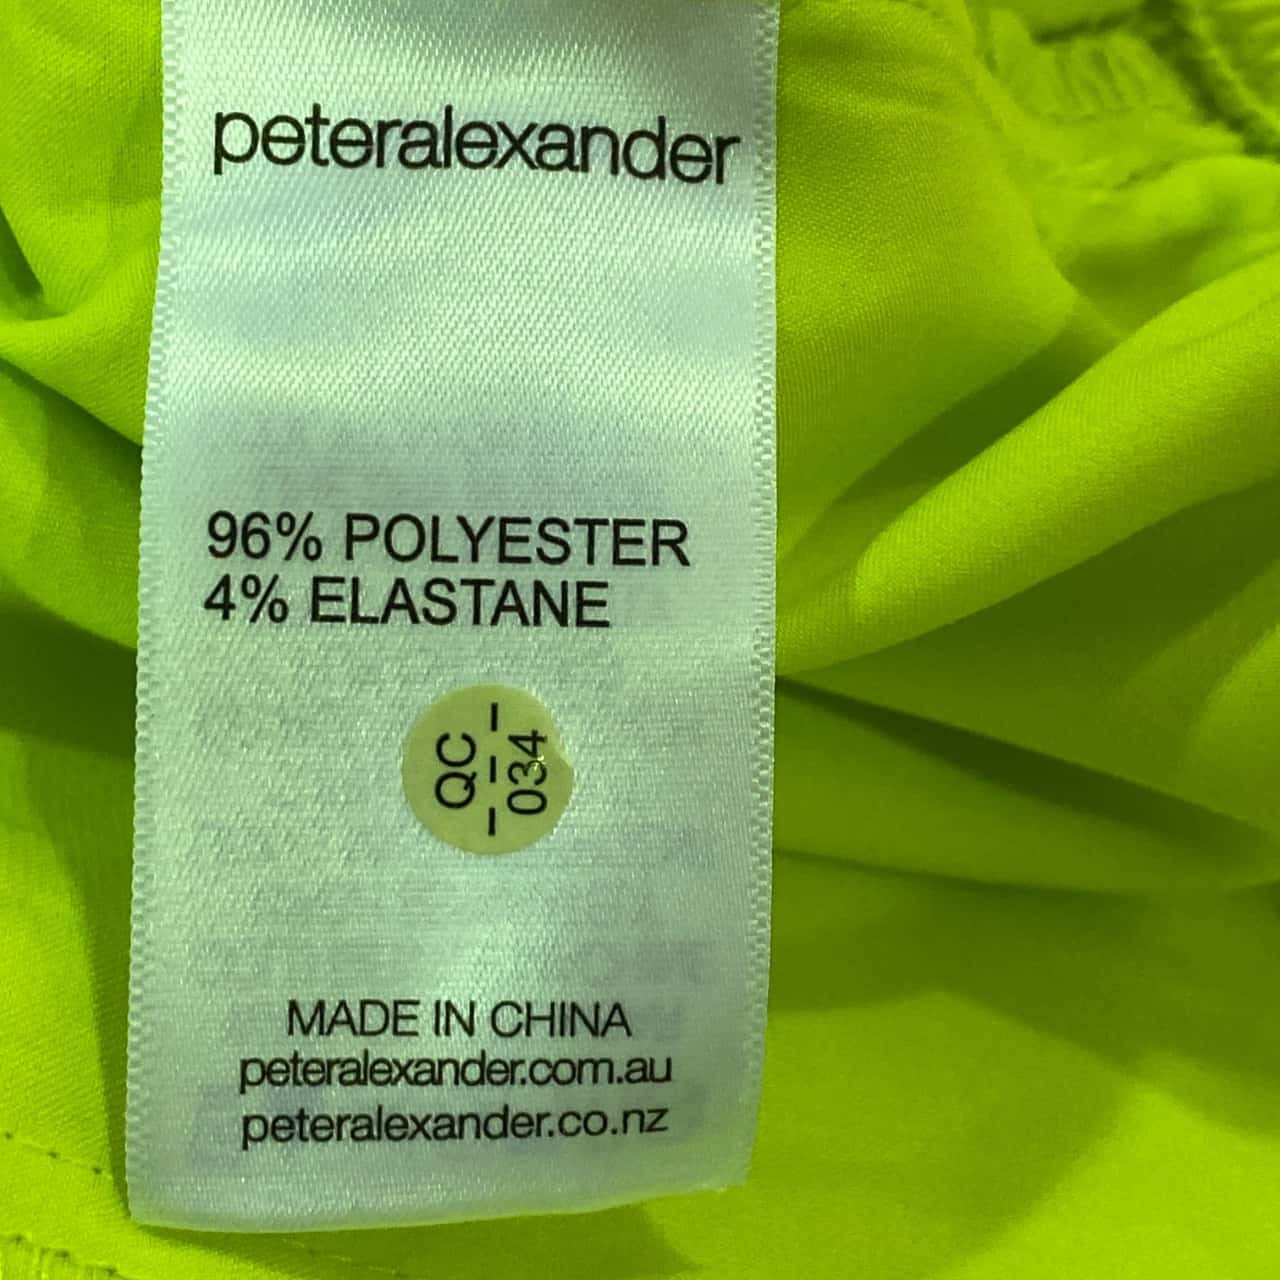 peteralexander
96% POLYESTER
4% ELASTANE
QC
034
MADE IN CHINA
peteralexander.com.au
peteralexander.co.nz